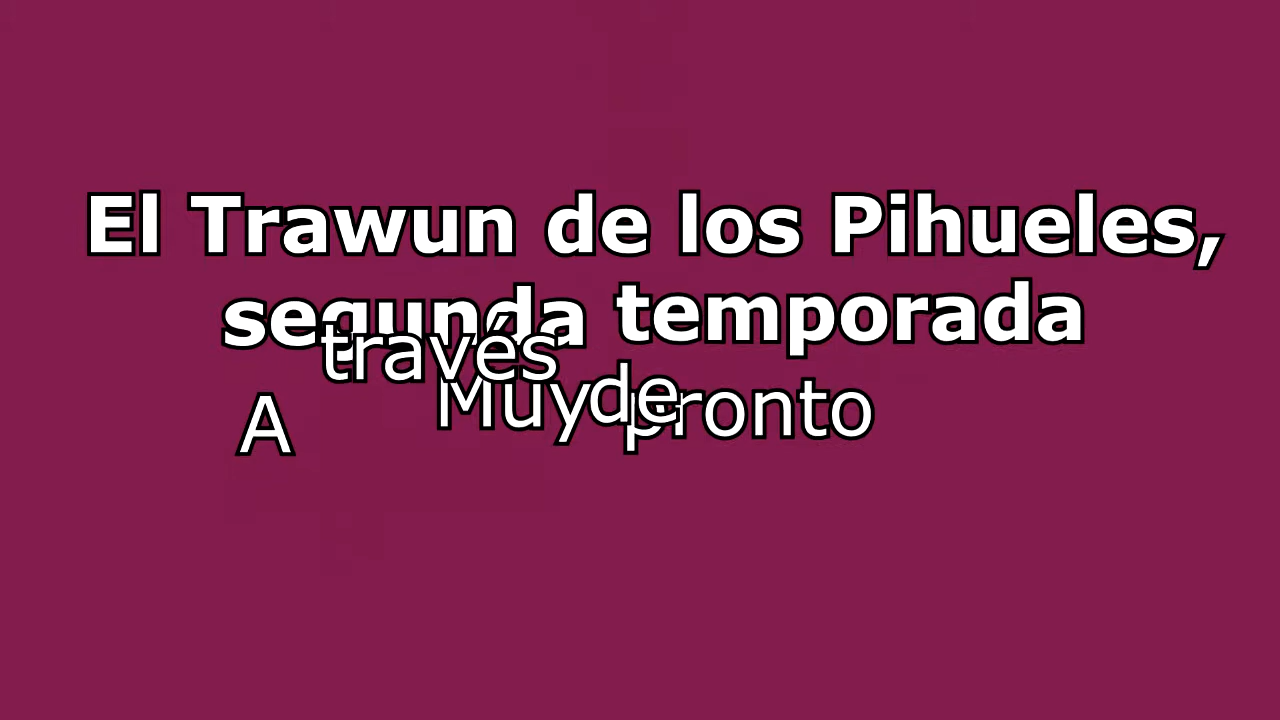 El Trawun de los Pihueles,
segunda temporada
Muy pronto
A través de